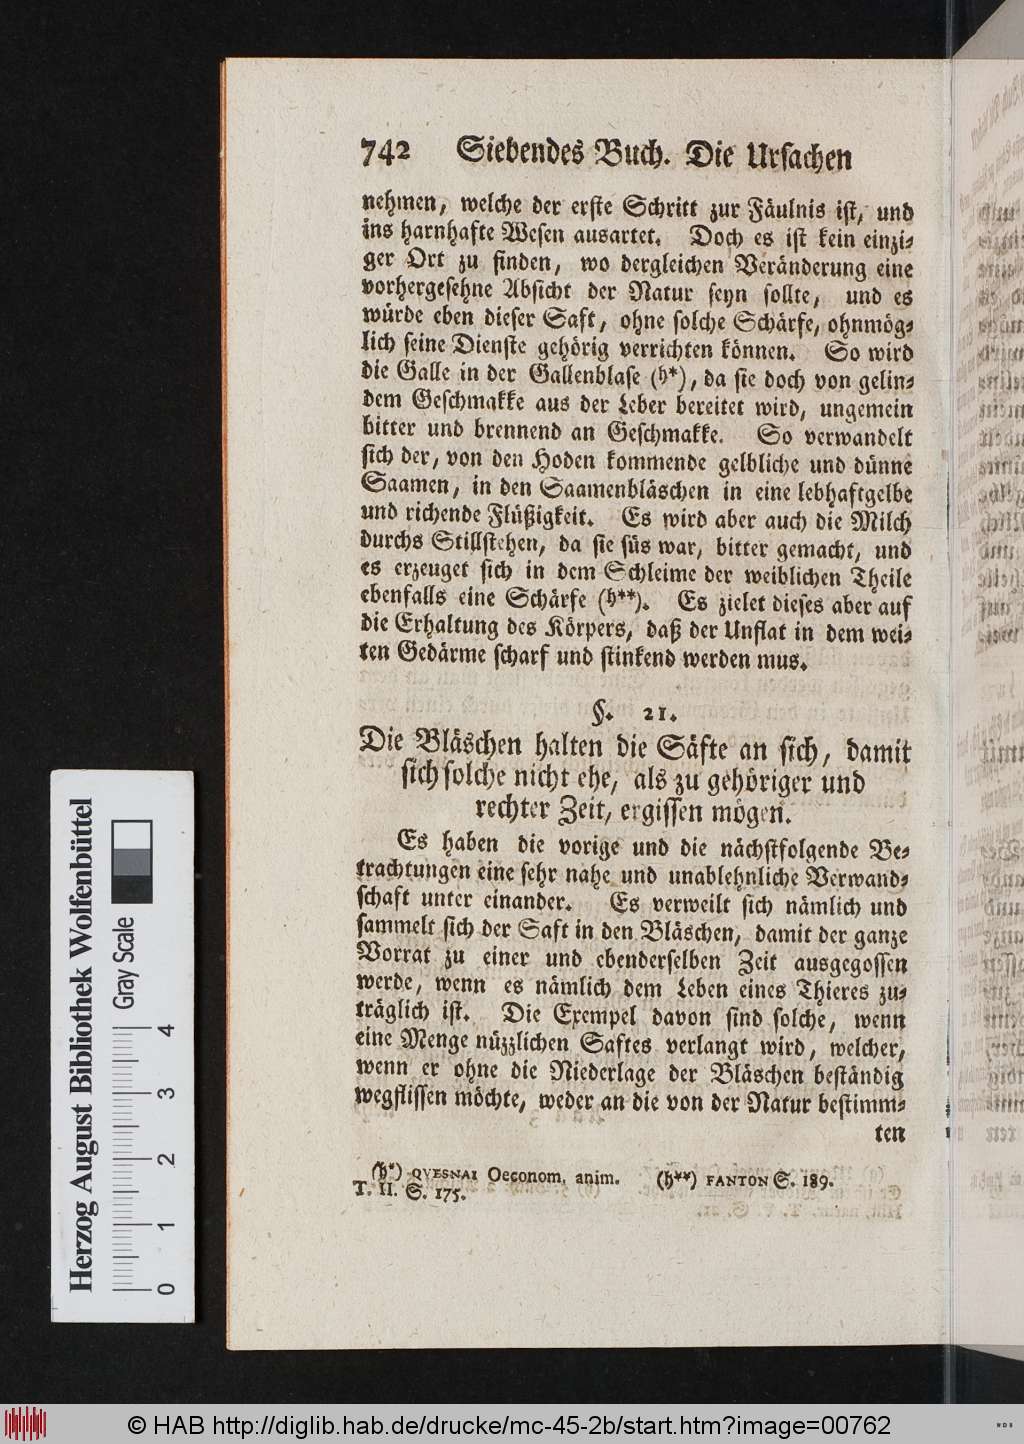 742 Siebendes Buch. Die Ursachen
nehmen, welche der erste Schritt zur Fäulnis ist, und
ins harnhafte Wesen ausartet. Doch es ist kein einzi-
ger Ort zu finden, wo dergleichen Veränderung eine
vorhergesehne Absicht der Natur seyn sollte, und es
würde eben dieser Saft, ohne solche Schärfe, ohnmög-
lich seine Dienste gehörig verrichten können. So wird
die Galle in der Gallenblase (h*), da sie doch von gelin-
dem Geschmakke aus der Leber bereitet wird, ungemein
bitter und brennend an Geschmakke. So verwandelt
sich der, von den Hoden kommende gelbliche und dünne
Saamen, in den Saamenbläschen in eine lebhaftgelbe
und richende Flüßigkeit. Es wird aber auch die Milch
durchs Stillstehen, da sie süs war, bitter gemacht, und
es erzeuget sich in dem Schleime der weiblichen Theile
ebenfalls eine Schärfe (h**). Es zielet dieses aber auf
die Erhaltung des Körpers, daß der Unflat in dem wei-
ten Gedärme scharf und stinkend werden mus.
§. 21.
Die Bläschen halten die Säfte an sich, damit
sich solche nicht ehe, als zu gehöriger und
rechter Zeit, ergissen mögen.
Es haben die vorige und die nächstfolgende Be-
trachtungen eine sehr nahe und unablehnliche Verwand-
schaft unter einander. Es verweilt sich nämlich und
sammelt sich der Saft in den Bläschen, damit der ganze
Vorrat zu einer und ebenderselben Zeit ausgegossen
werde, wenn es nämlich dem Leben eines Thieres zu-
träglich ist. Die Exempel davon sind solche, wenn
eine Menge nüzzlichen Saftes verlangt wird, welcher,
wenn er ohne die Niederlage der Bläschen beständig
wegflissen möchte, weder an die von der Natur bestimm-
ten
(h*) QVESNAI Oeconom. anim. (h**) FANTON S. 189.
T. II. S. 175.
Herzog August Bibliothek Wolfenbüttel
Gray Scale
0 1 2 3 4
© HAB http://diglib.hab.de/drucke/mc-45-2b/start.htm?image=00762